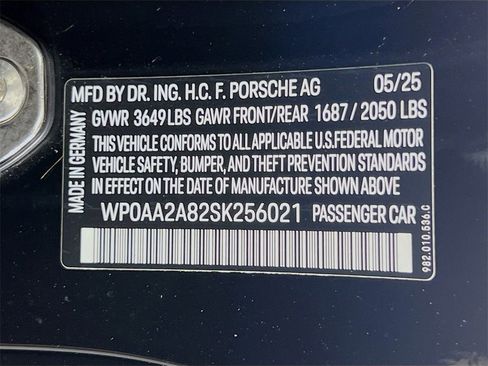 MFD BY DR. ING. H.C. F. PORSCHE AG 05/25
GVWR 3649LBS GAWR FRONT/REAR 1687/2050 LBS
THIS VEHICLE CONFORMS TO ALL APPLICABLE U.S.FEDERAL MOTOR
VEHICLE SAFETY, BUMPER, AND THEFT PREVENTION STANDARDS
IN EFFECT ON THE DATE OF MANUFACTURE SHOWN ABOVE
WP0AA2A82SK256021 PASSENGER CAR
MADE IN GERMANY
982.010.536.C